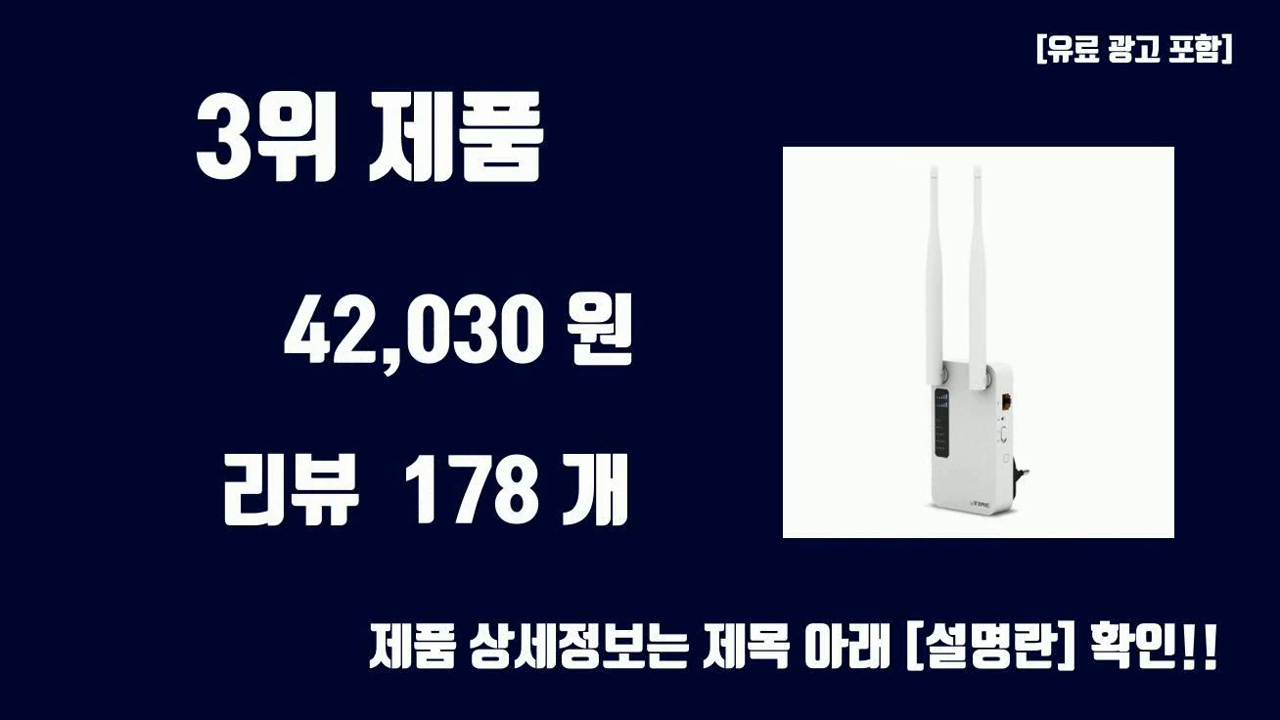 [유료 광고 포함]
3위 제품
42,030 원
리뷰 178 개
제품 상세정보는 제목 아래 [설명란] 확인!!